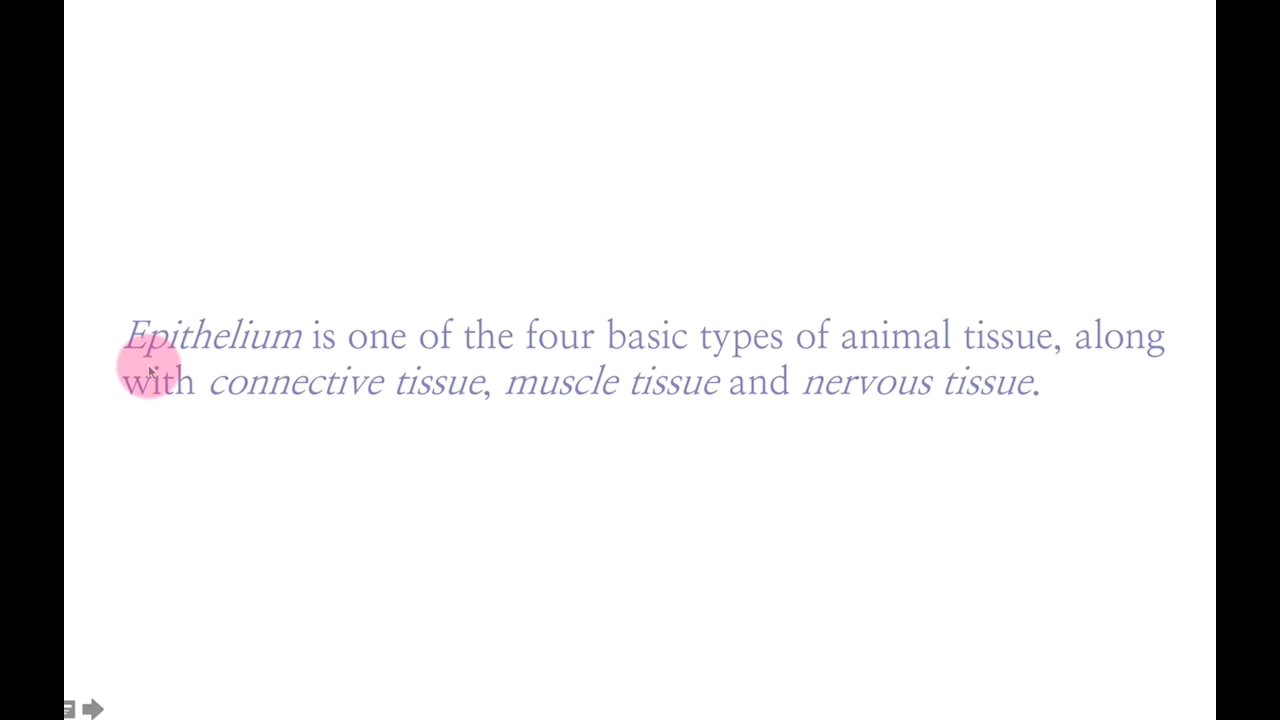 Epithelium is one of the four basic types of animal tissue, along
with connective tissue, muscle tissue and nervous tissue.